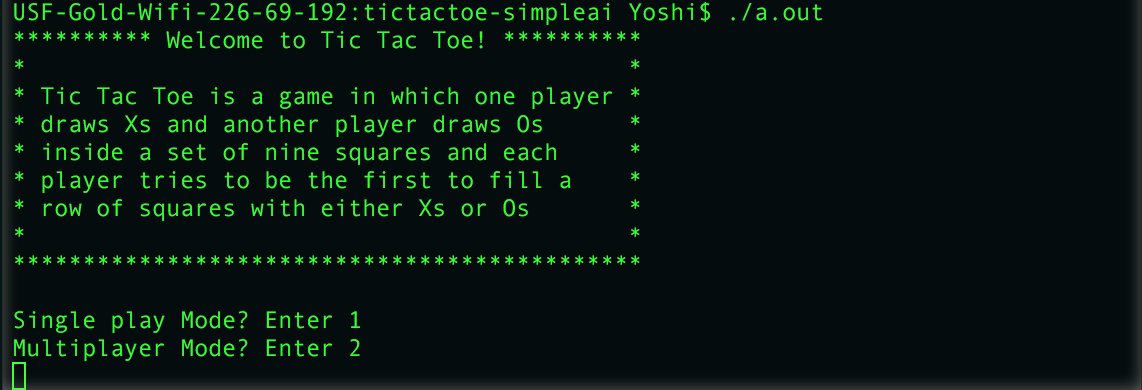 USF-Gold-Wifi-226-69-192:tictactoe-simpleai Yoshi$ ./a.out
********** Welcome to Tic Tac Toe! **********
*                                           *
* Tic Tac Toe is a game in which one player *
* draws Xs and another player draws Os      *
* inside a set of nine squares and each     *
* player tries to be the first to fill a    *
* row of squares with either Xs or Os       *
*                                           *
*********************************************

Single play Mode? Enter 1
Multiplayer Mode? Enter 2